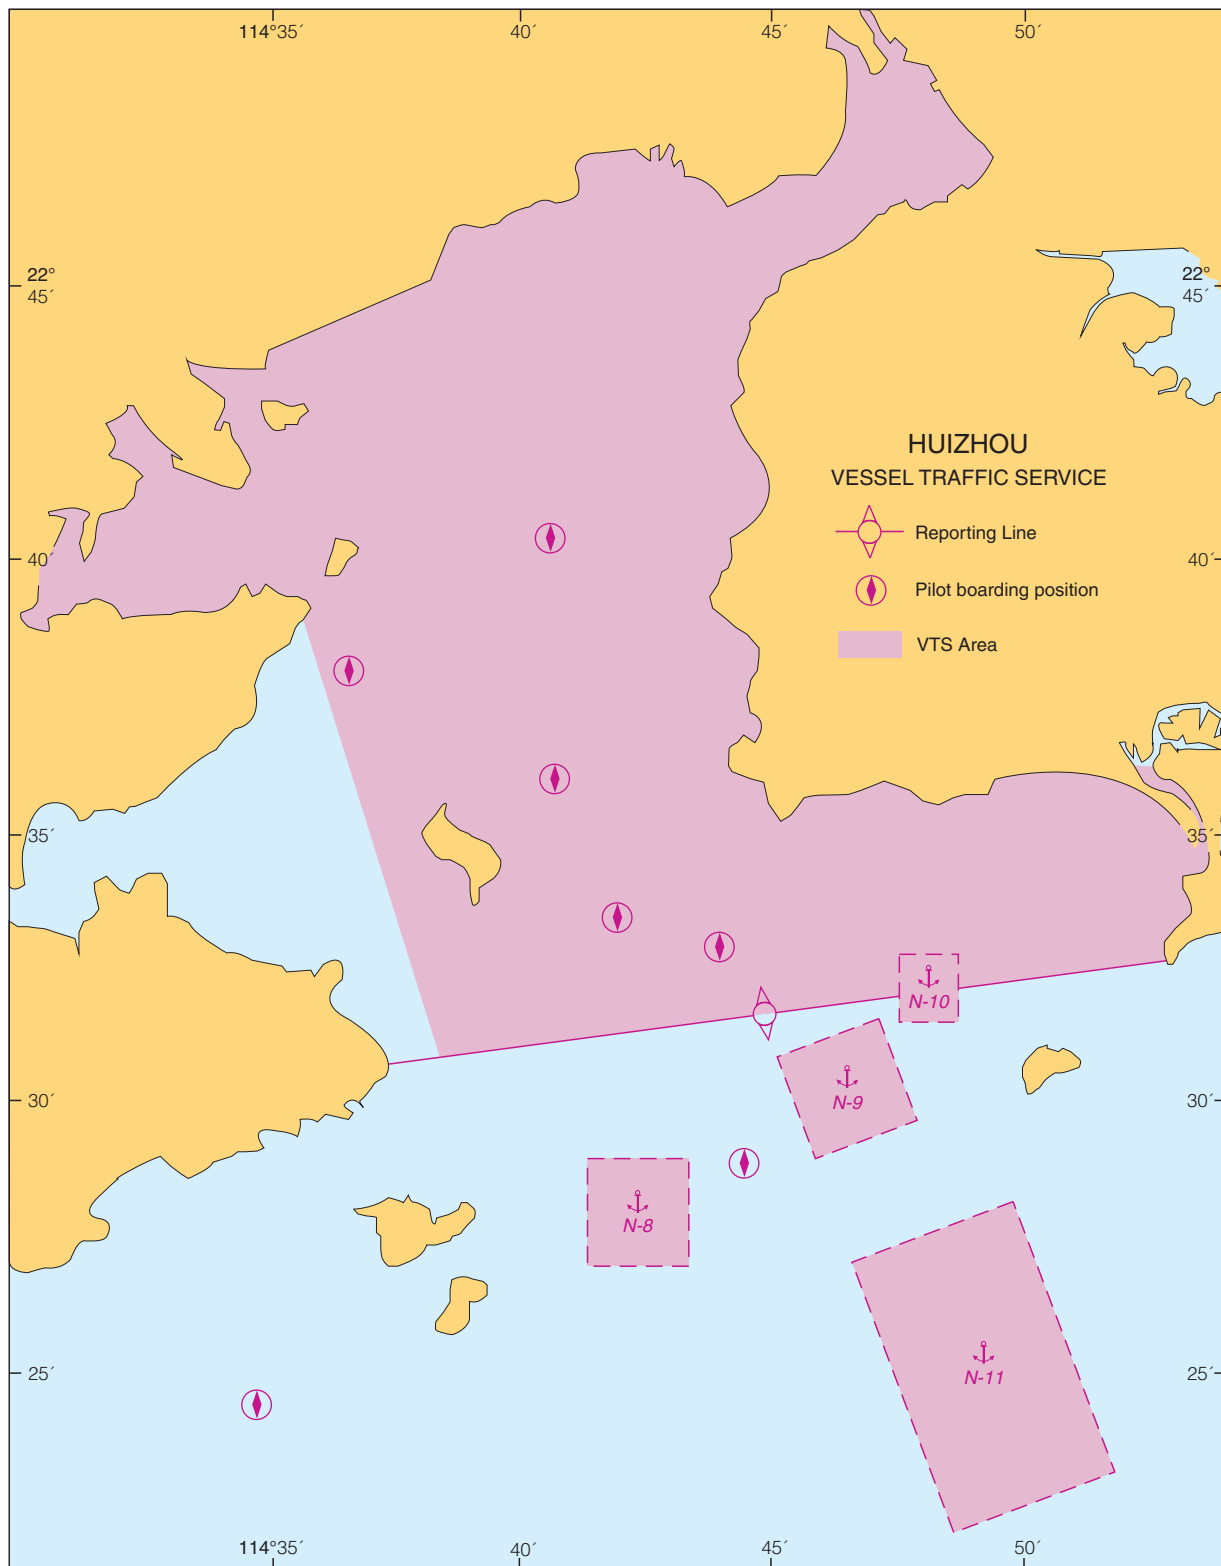 114°35´ 40´ 45´ 50´
22° 22°
45´ 45´
HUIZHOU
VESSEL TRAFFIC SERVICE
Reporting Line
40´ 40´
Pilot boarding position
VTS Area
35´ 35´
N-10
N-9
30´ 30´
N-8
25´ 25´
N-11
114°35´ 40´ 45´ 50´